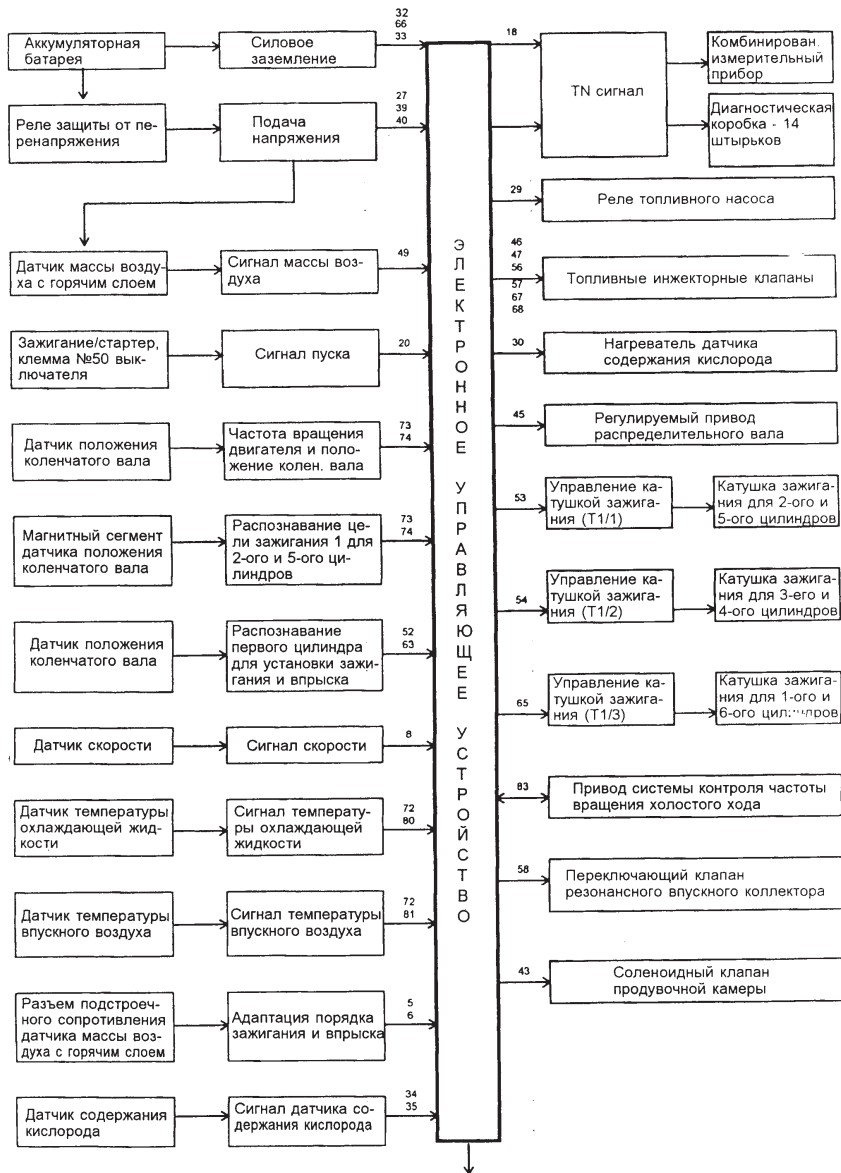 32
66
33
Аккумуляторная
батарея
Силовое
заземление
27
39
40
Реле защиты от пе-
ренапряжения
Подача
напряжения
Датчик массы возду-
ха с горячим слоем
Сигнал массы воз-
духа
49
Зажигание/стартер,
клемма №50 вык-
лючателя
Сигнал пуска
20
Датчик положения
коленчатого вала
Частота вращения
двигателя и поло-
жение колен. вала
73
74
Магнитный сегмент
датчика положения
коленчатого вала
Распознавание це-
ли зажигания 1 для
2-ого и 5-ого ци-
линдров
73
74
Датчик положения
коленчатого вала
Распознавание
первого цилиндра
для установки зажи-
гания и впрыска
52
63
Датчик скорости
Сигнал скорости
8
Датчик температуры
охлаждающей жид-
кости
Сигнал температу-
ры охлаждающей
жидкости
72
80
Датчик температуры
впускного воздуха
Сигнал температуры
впускного воздуха
72
81
Разъем подстроеч-
ного сопротивления
датчика массы воз-
духа с горячим слоем
Адаптация порядка
зажигания и впрыска
5
6
Датчик содержания
кислорода
Сигнал датчика со-
держания кислорода
34
35
ЭЛЕКТРОННОЕ УПРАВЛЯЮЩЕЕ УСТРОЙСТВО
18
TN сигнал
Комбинирован.
измерительный
прибор
Диагностическая
коробка - 14
штырьков
29
Реле топливного насоса
46
47
56
57
67
68
Топливные инжекторные клапаны
30
Нагреватель датчика
содержания кислорода
45
Регулируемый привод
распределительного вала
53
Управление ка-
тушкой зажига-
ния (Т1/1)
Катушка зажига-
ния для 2-ого и
5-ого цилиндров
54
Управление ка-
тушкой зажига-
ния (Т1/2)
Катушка зажига-
ния для 3-его и
4-ого цилиндров
65
Управление ка-
тушкой зажига-
ния (Т1/3)
Катушка зажига-
ния для 1-ого и
6-ого цилиндров
83
Привод системы контроля частоты
вращения холостого хода
58
Переключающий клапан
резонансного впускного коллектора
43
Соленоидный клапан
продувочной камеры